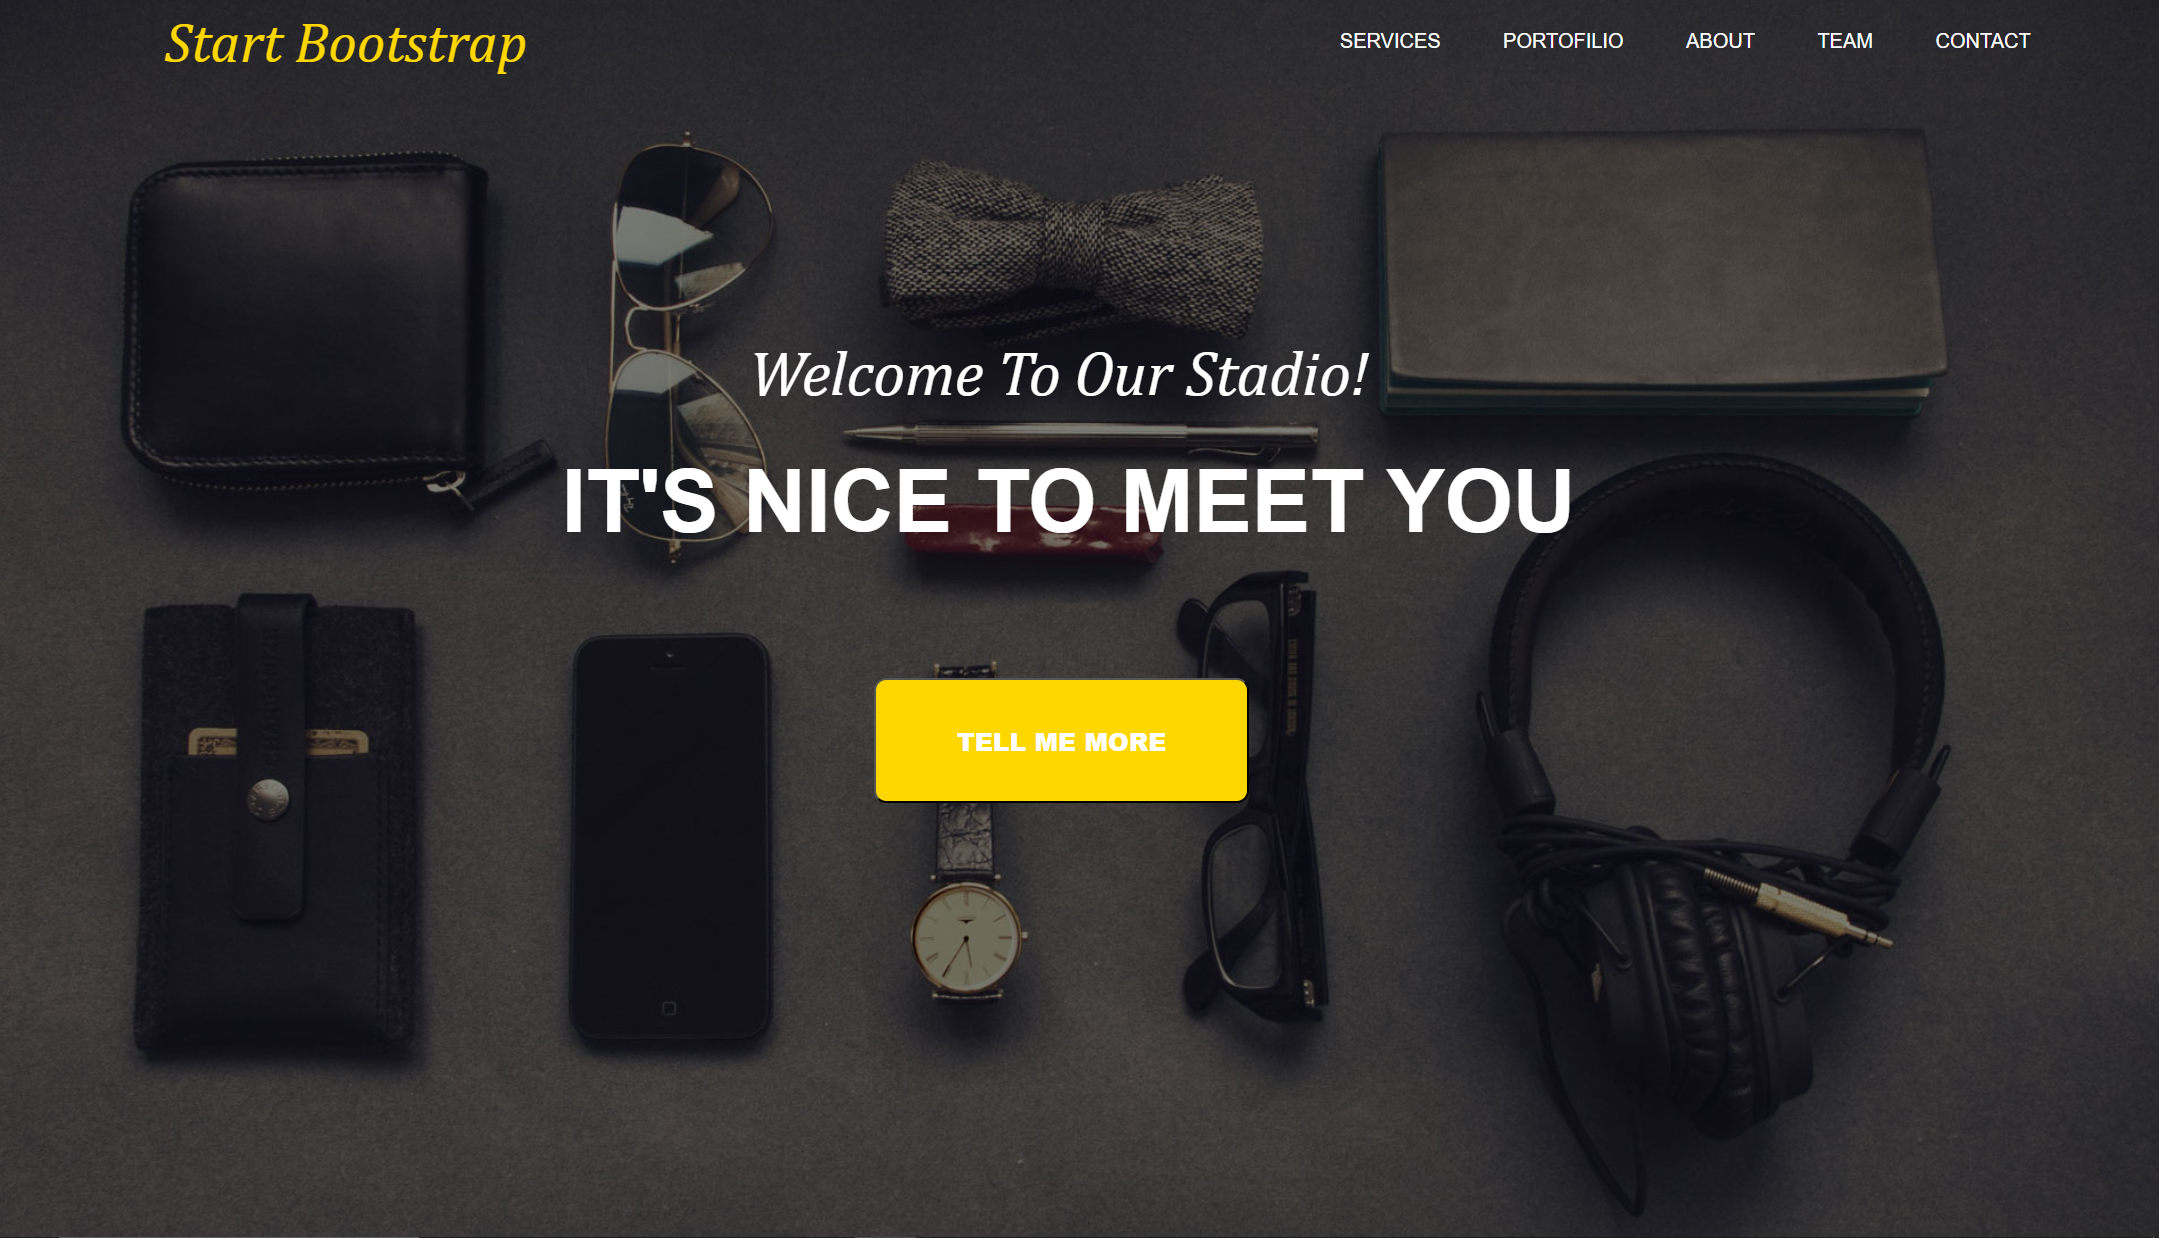 Start Bootstrap
SERVICES PORTOFILIO ABOUT TEAM CONTACT
Welcome To Our Stadio!
IT'S NICE TO MEET YOU
TELL ME MORE